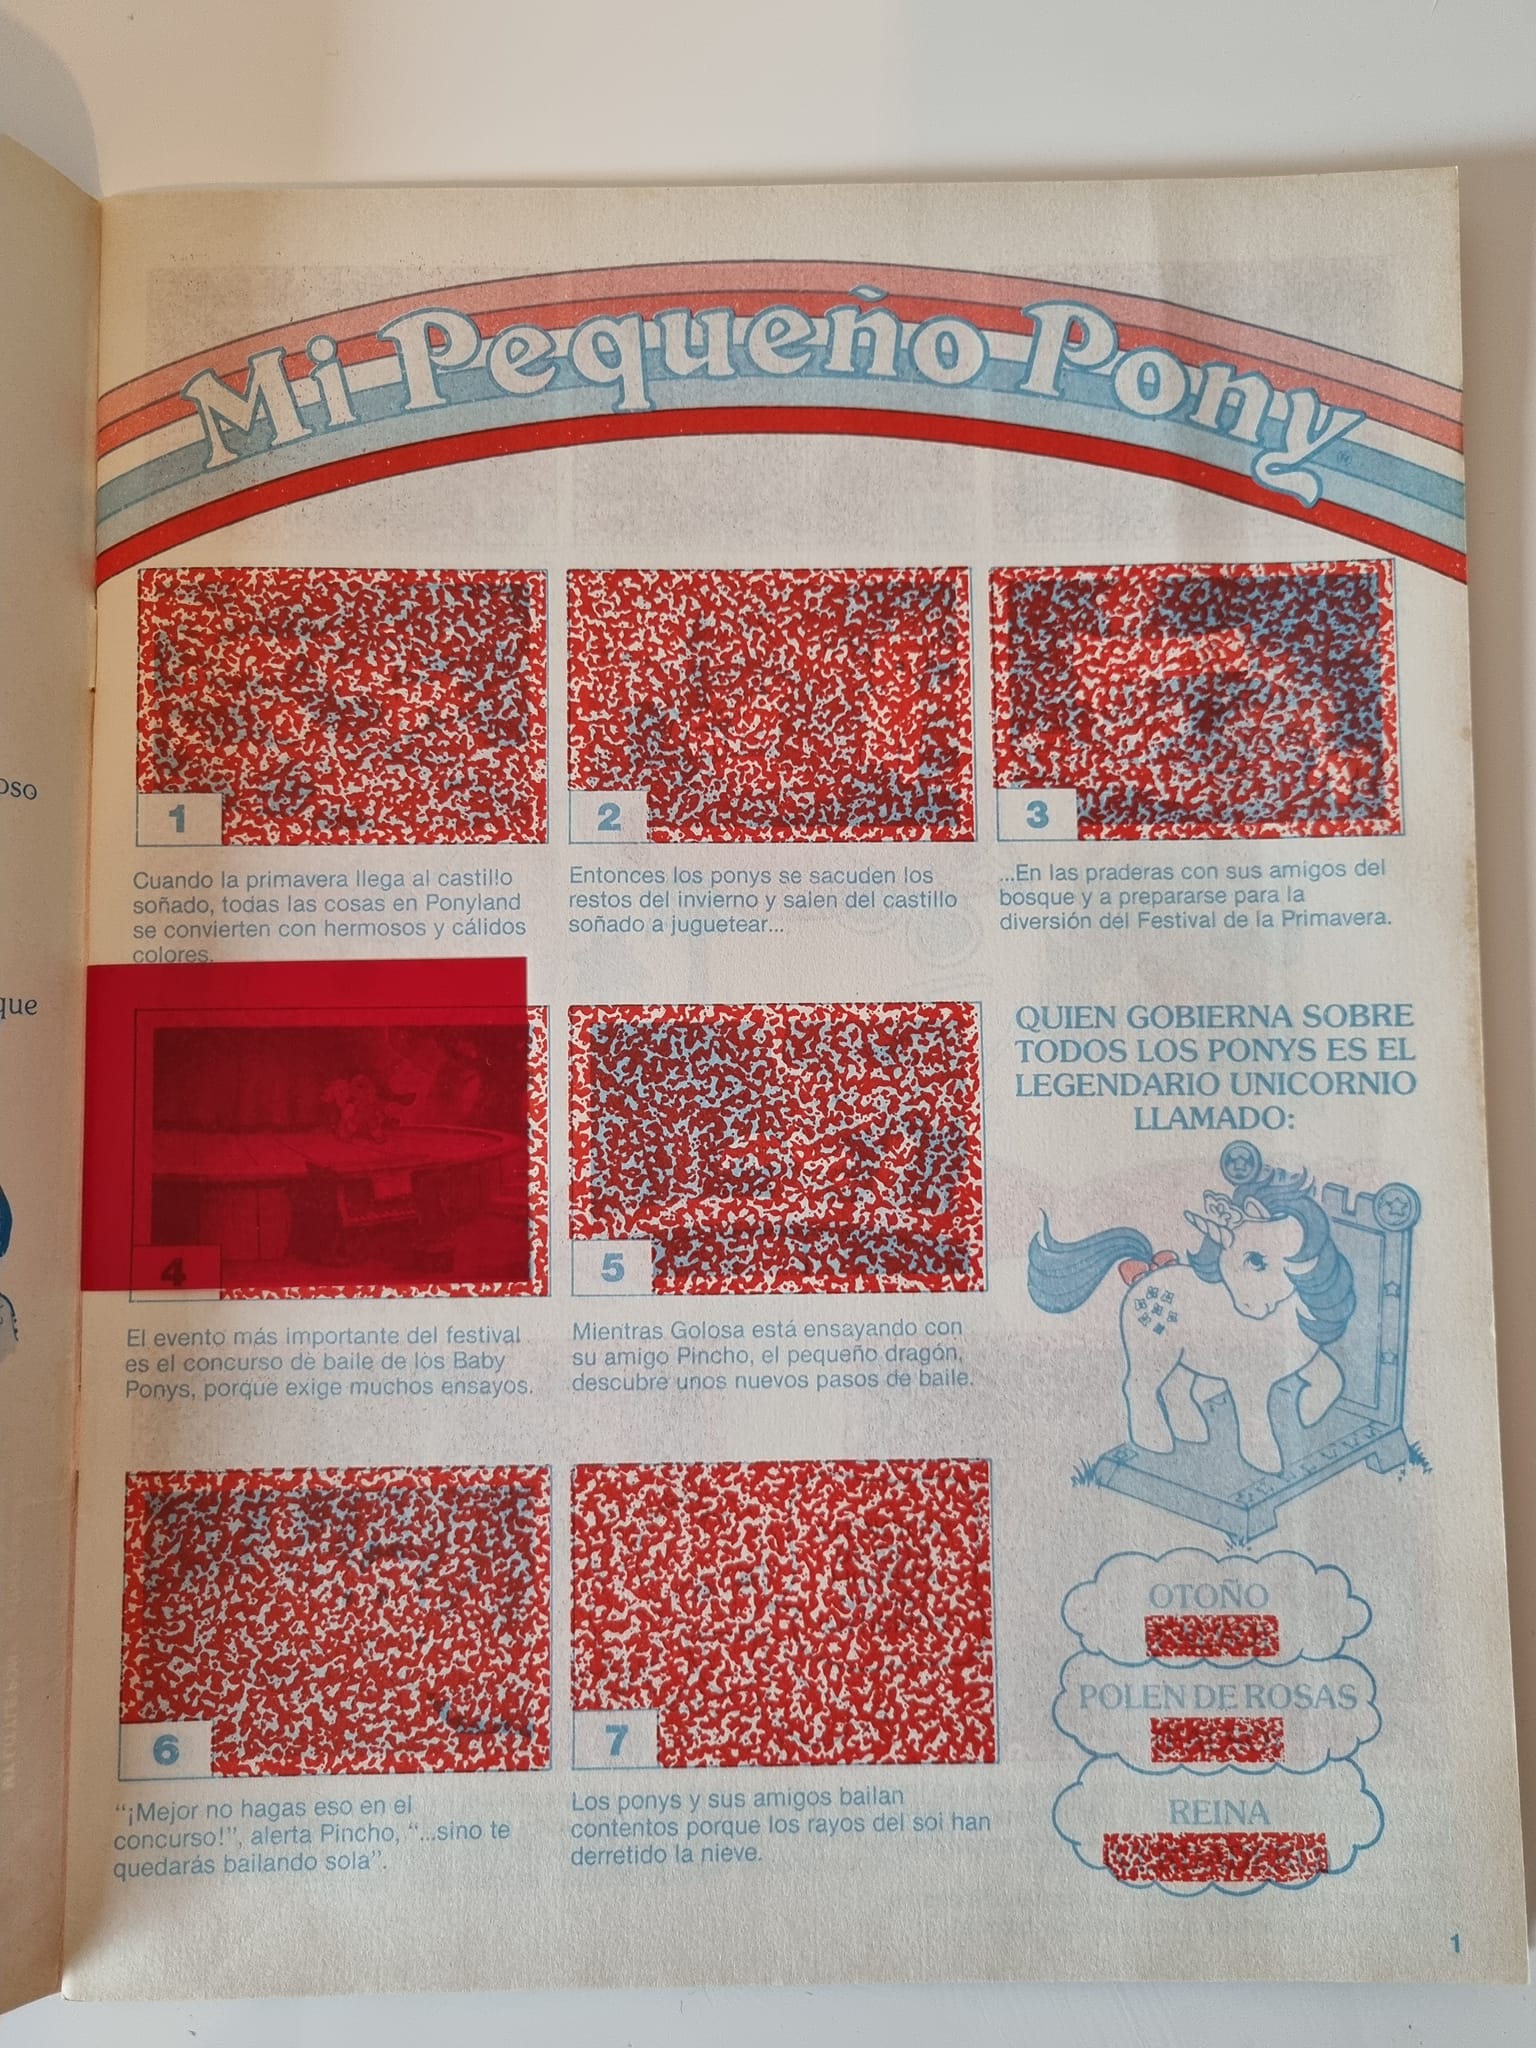 oso
que
Mi Pequeño Pony
1
Cuando la primavera llega al castillo
soñado, todas las cosas en Ponyland
se convierten con hermosos y cálidos
colores.
2
Entonces los ponys se sacuden los
restos del invierno y salen del castillo
soñado a juguetear...
3
...En las praderas con sus amigos del
bosque y a prepararse para la
diversión del Festival de la Primavera.
4
El evento más importante del festival
es el concurso de baile de los Baby
Ponys, porque exige muchos ensayos.
5
Mientras Golosa está ensayando con
su amigo Pincho, el pequeño dragón,
descubre unos nuevos pasos de baile.
QUIEN GOBIERNA SOBRE
TODOS LOS PONYS ES EL
LEGENDARIO UNICORNIO
LLAMADO:
6
“¡Mejor no hagas eso en el
concurso!”, alerta Pincho, “...sino te
quedarás bailando sola”.
7
Los ponys y sus amigos bailan
contentos porque los rayos del sol han
derretido la nieve.
OTOÑO
POLEN DE ROSAS
REINA
1